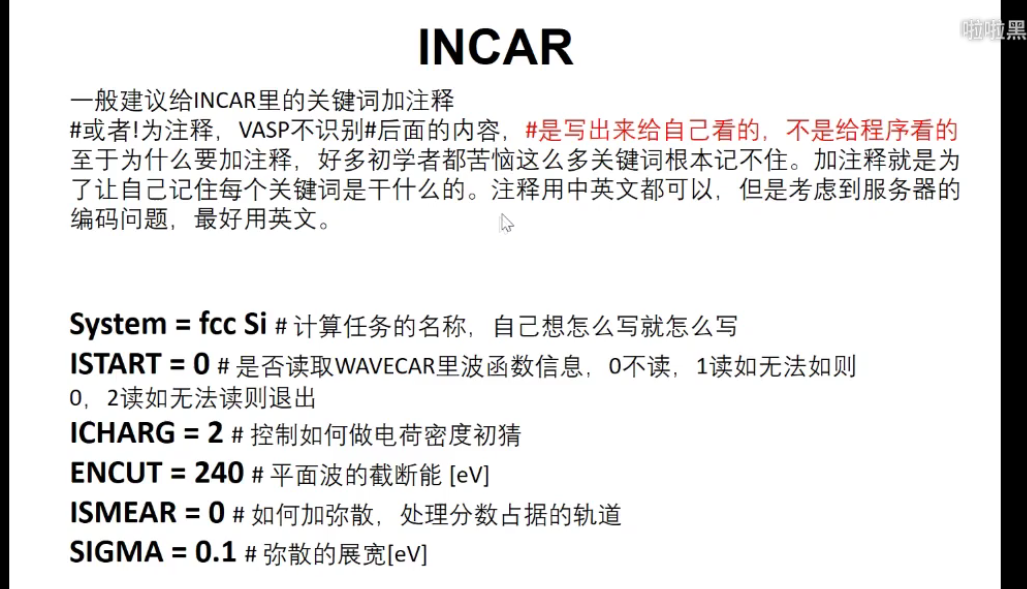 INCAR
啦啦黑
一般建议给INCAR里的关键词加注释
#或者!为注释，VASP不识别#后面的内容，#是写出来给自己看的，不是给程序看的
至于为什么要加注释，好多初学者都苦恼这么多关键词根本记不住。加注释就是为
了让自己记住每个关键词是干什么的。注释用中英文都可以，但是考虑到服务器的
编码问题，最好用英文。
System = fcc Si # 计算任务的名称，自己想怎么写就怎么写
ISTART = 0 # 是否读取WAVECAR里波函数信息，0不读，1读如无法如则
0，2读如无法读则退出
ICHARG = 2 # 控制如何做电荷密度初猜
ENCUT = 240 # 平面波的截断能 [eV]
ISMEAR = 0 # 如何加弥散，处理分数占据的轨道
SIGMA = 0.1 # 弥散的展宽[eV]